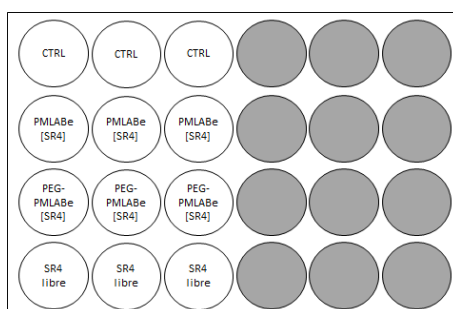 CTRL CTRL CTRL
PMLABe PMLABe PMLABe
[SR4] [SR4] [SR4]
PEG- PEG- PEG-
PMLABe PMLABe PMLABe
[SR4] [SR4] [SR4]
SR4 SR4 SR4
libre libre libre